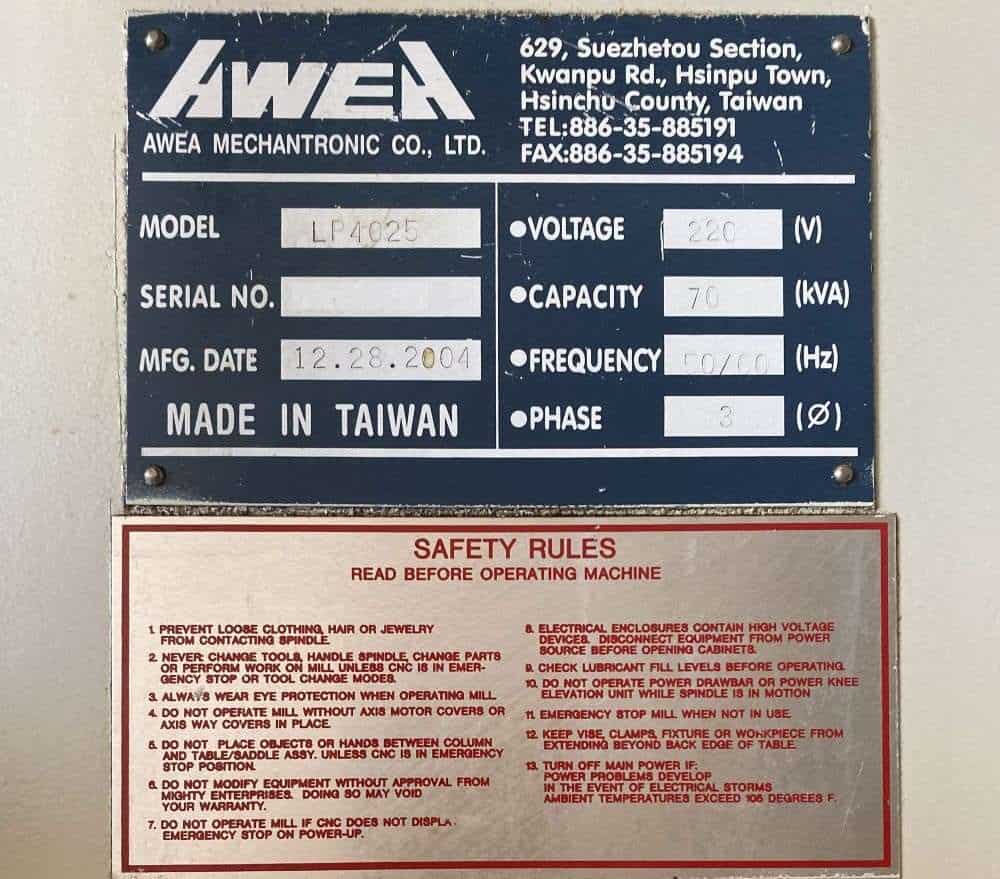 AWEA
AWEA MECHANTRONIC CO., LTD.
629, Suezhetou Section,
Kwanpu Rd., Hsinpu Town,
Hsinchu County, Taiwan
TEL:886-35-885191
FAX:886-35-885194
MODEL LP4025
SERIAL NO.
MFG. DATE 12.28.2004
MADE IN TAIWAN
●VOLTAGE 220 (V)
●CAPACITY 70 (kVA)
●FREQUENCY 50/60 (Hz)
●PHASE 3 (Ø)
SAFETY RULES
READ BEFORE OPERATING MACHINE
1. PREVENT LOOSE CLOTHING, HAIR OR JEWELRY
FROM CONTACTING SPINDLE.
2. NEVER: CHANGE TOOLS, HANDLE SPINDLE, CHANGE PARTS
OR PERFORM WORK ON MILL UNLESS CNC IS IN EMER-
GENCY STOP OR TOOL CHANGE MODES.
3. ALWAYS WEAR EYE PROTECTION WHEN OPERATING MILL
4. DO NOT OPERATE MILL WITHOUT AXIS MOTOR COVERS OR
AXIS WAY COVERS IN PLACE.
5. DO NOT PLACE OBJECTS OR HANDS BETWEEN COLUMN
AND TABLE/SADDLE ASSY. UNLESS CNC IS IN EMERGENCY
STOP POSITION.
6. DO NOT MODIFY EQUIPMENT WITHOUT APPROVAL FROM
MIGHTY ENTERPRISES. DOING SO MAY VOID
YOUR WARRANTY.
7. DO NOT OPERATE MILL IF CNC DOES NOT DISPLA
EMERGENCY STOP ON POWER-UP.
8. ELECTRICAL ENCLOSURES CONTAIN HIGH VOLTAGE
DEVICES. DISCONNECT EQUIPMENT FROM POWER
SOURCE BEFORE OPENING CABINETS.
9. CHECK LUBRICANT FILL LEVELS BEFORE OPERATING.
10. DO NOT OPERATE POWER DRAWBAR OR POWER KNEE
ELEVATION UNIT WHILE SPINDLE IS IN MOTION
11. EMERGENCY STOP MILL WHEN NOT IN USE.
12. KEEP VISE, CLAMPS, FIXTURE OR WORKPIECE FROM
EXTENDING BEYOND BACK EDGE OF TABLE.
13. TURN OFF MAIN POWER IF:
POWER PROBLEMS DEVELOP
IN THE EVENT OF ELECTRICAL STORMS
AMBIENT TEMPERATURES EXCEED 105 DEGREES F.